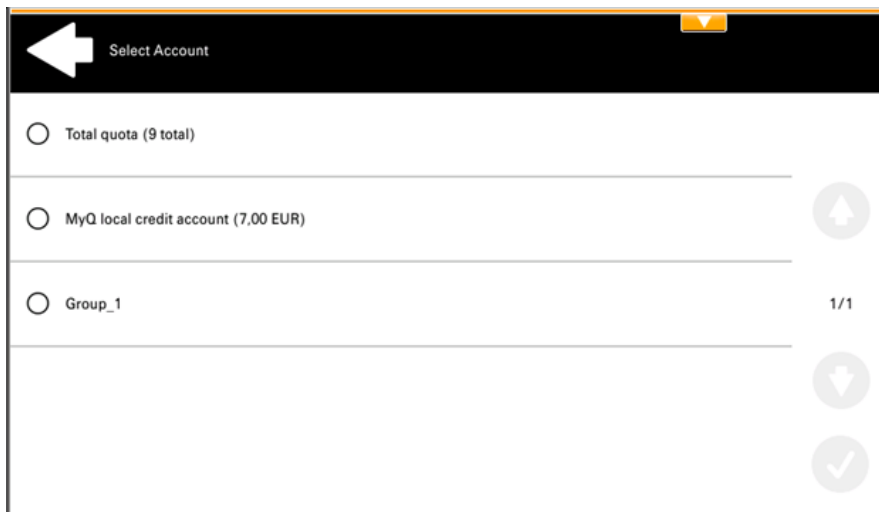 Select Account
Total quota (9 total)
MyQ local credit account (7,00 EUR)
Group_1
1/1